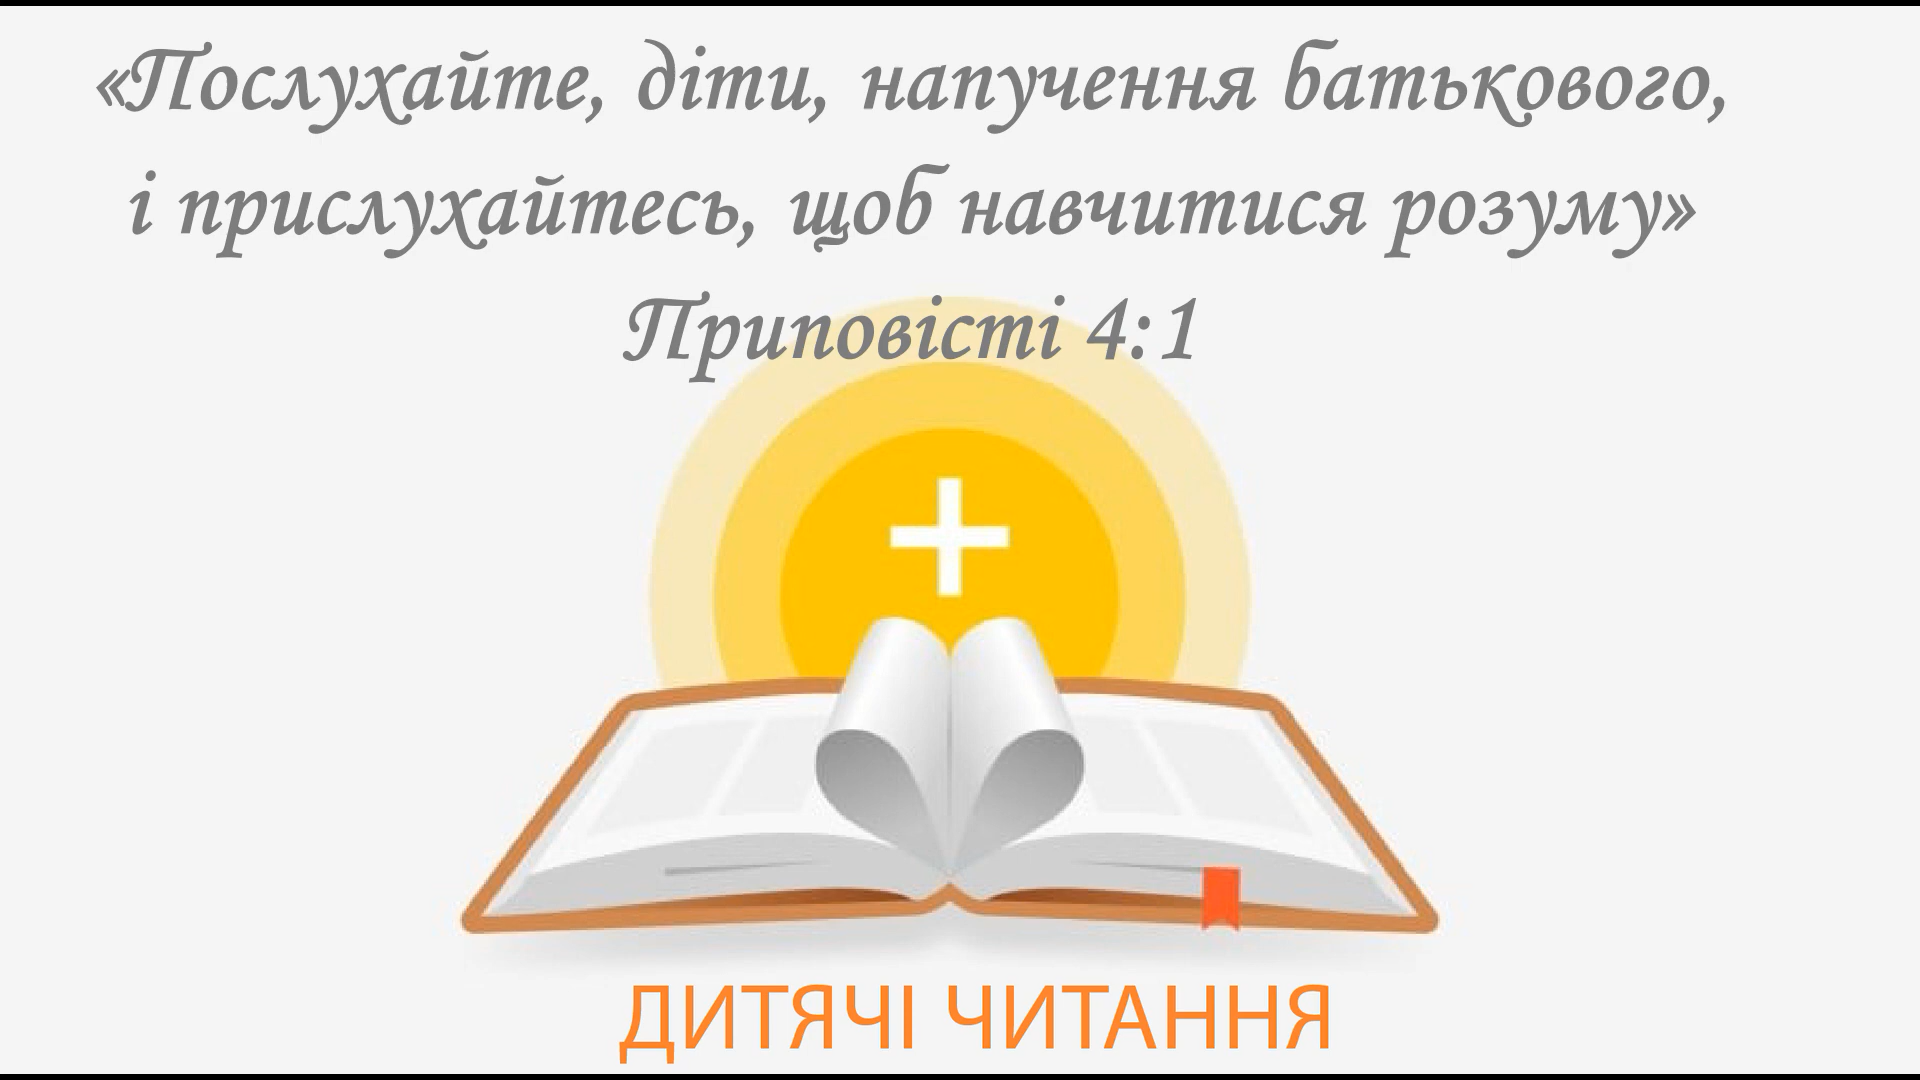 «Послухайте, діти, напучення батькового,
і прислухайтесь, щоб навчитися розуму»
Приповісті 4:1
ДИТЯЧІ ЧИТАННЯ